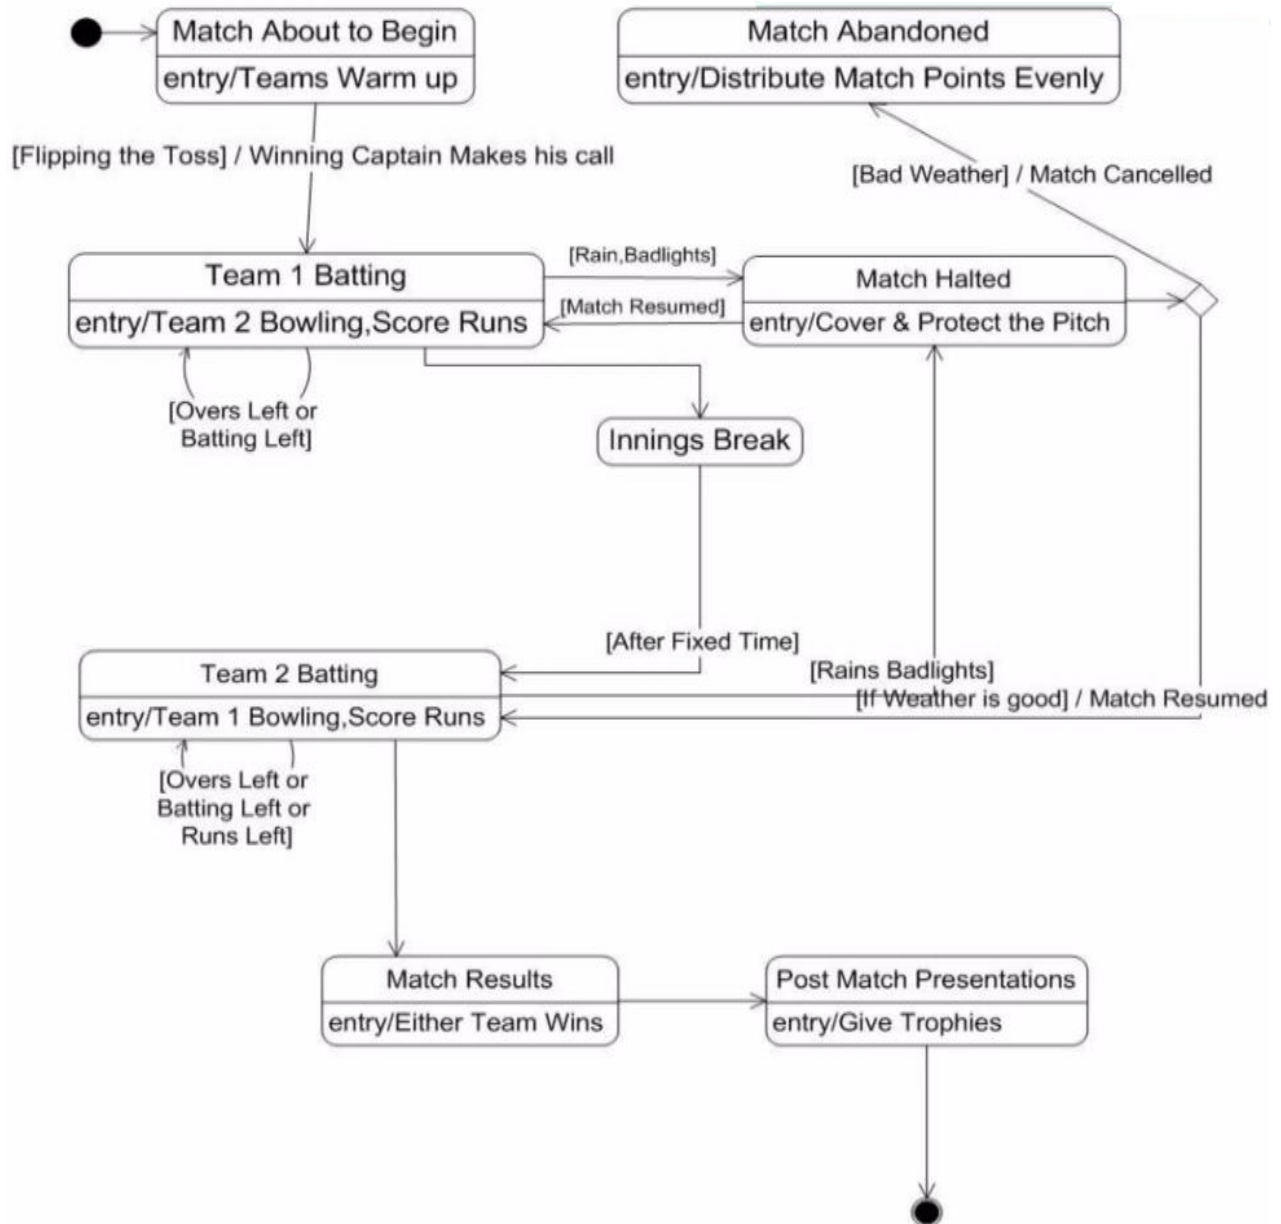 Match About to Begin
entry/Teams Warm up
Match Abandoned
entry/Distribute Match Points Evenly
[Flipping the Toss] / Winning Captain Makes his call
[Bad Weather] / Match Cancelled
Team 1 Batting
entry/Team 2 Bowling,Score Runs
[Rain,Badlights]
[Match Resumed]
Match Halted
entry/Cover & Protect the Pitch
[Overs Left or
Batting Left]
Innings Break
[After Fixed Time]
[Rains Badlights]
[If Weather is good] / Match Resumed
Team 2 Batting
entry/Team 1 Bowling,Score Runs
[Overs Left or
Batting Left or
Runs Left]
Match Results
entry/Either Team Wins
Post Match Presentations
entry/Give Trophies